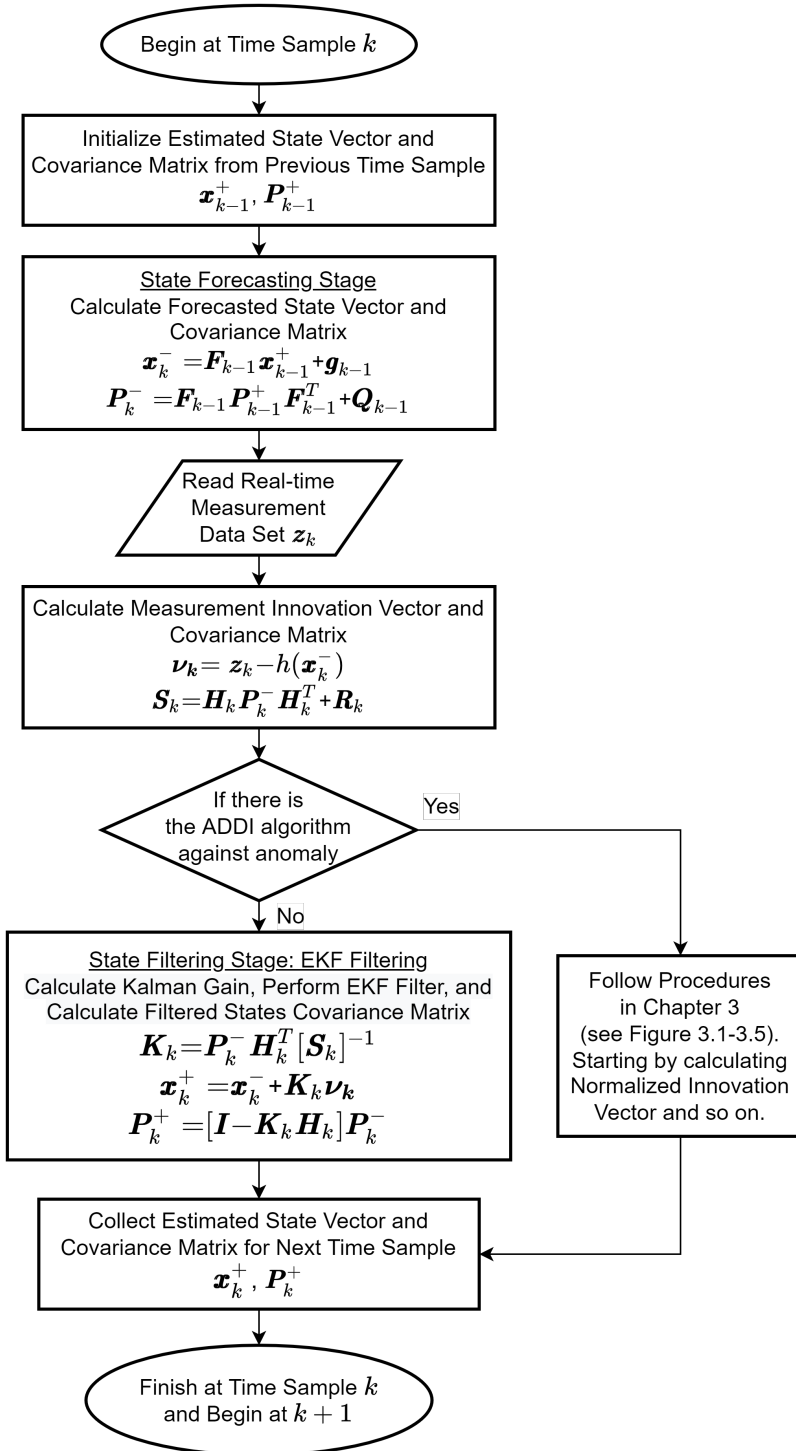 Begin at Time Sample k
Initialize Estimated State Vector and
Covariance Matrix from Previous Time Sample
𝒙⁺ₖ₋₁, 𝑷⁺ₖ₋₁
State Forecasting Stage
Calculate Forecasted State Vector and
Covariance Matrix
𝒙⁻ₖ =𝑭ₖ₋₁𝒙⁺ₖ₋₁+𝒈ₖ₋₁
𝑷⁻ₖ =𝑭ₖ₋₁𝑷⁺ₖ₋₁𝑭ᵀₖ₋₁+𝑸ₖ₋₁
Read Real-time
Measurement
Data Set 𝒛ₖ
Calculate Measurement Innovation Vector and
Covariance Matrix
𝝂ₖ= 𝒛ₖ−h(𝒙⁻ₖ)
𝑺ₖ=𝑯ₖ𝑷⁻ₖ𝑯ᵀₖ+𝑹ₖ
If there is
the ADDI algorithm
against anomaly
Yes
No
State Filtering Stage: EKF Filtering
Calculate Kalman Gain, Perform EKF Filter, and
Calculate Filtered States Covariance Matrix
𝑲ₖ=𝑷⁻ₖ𝑯ᵀₖ[𝑺ₖ]⁻¹
𝒙⁺ₖ =𝒙⁻ₖ+𝑲ₖ𝝂ₖ
𝑷⁺ₖ =[𝑰−𝑲ₖ𝑯ₖ]𝑷⁻ₖ
Follow Procedures
in Chapter 3
(see Figure 3.1-3.5).
Starting by calculating
Normalized Innovation
Vector and so on.
Collect Estimated State Vector and
Covariance Matrix for Next Time Sample
𝒙⁺ₖ, 𝑷⁺ₖ
Finish at Time Sample k
and Begin at k + 1